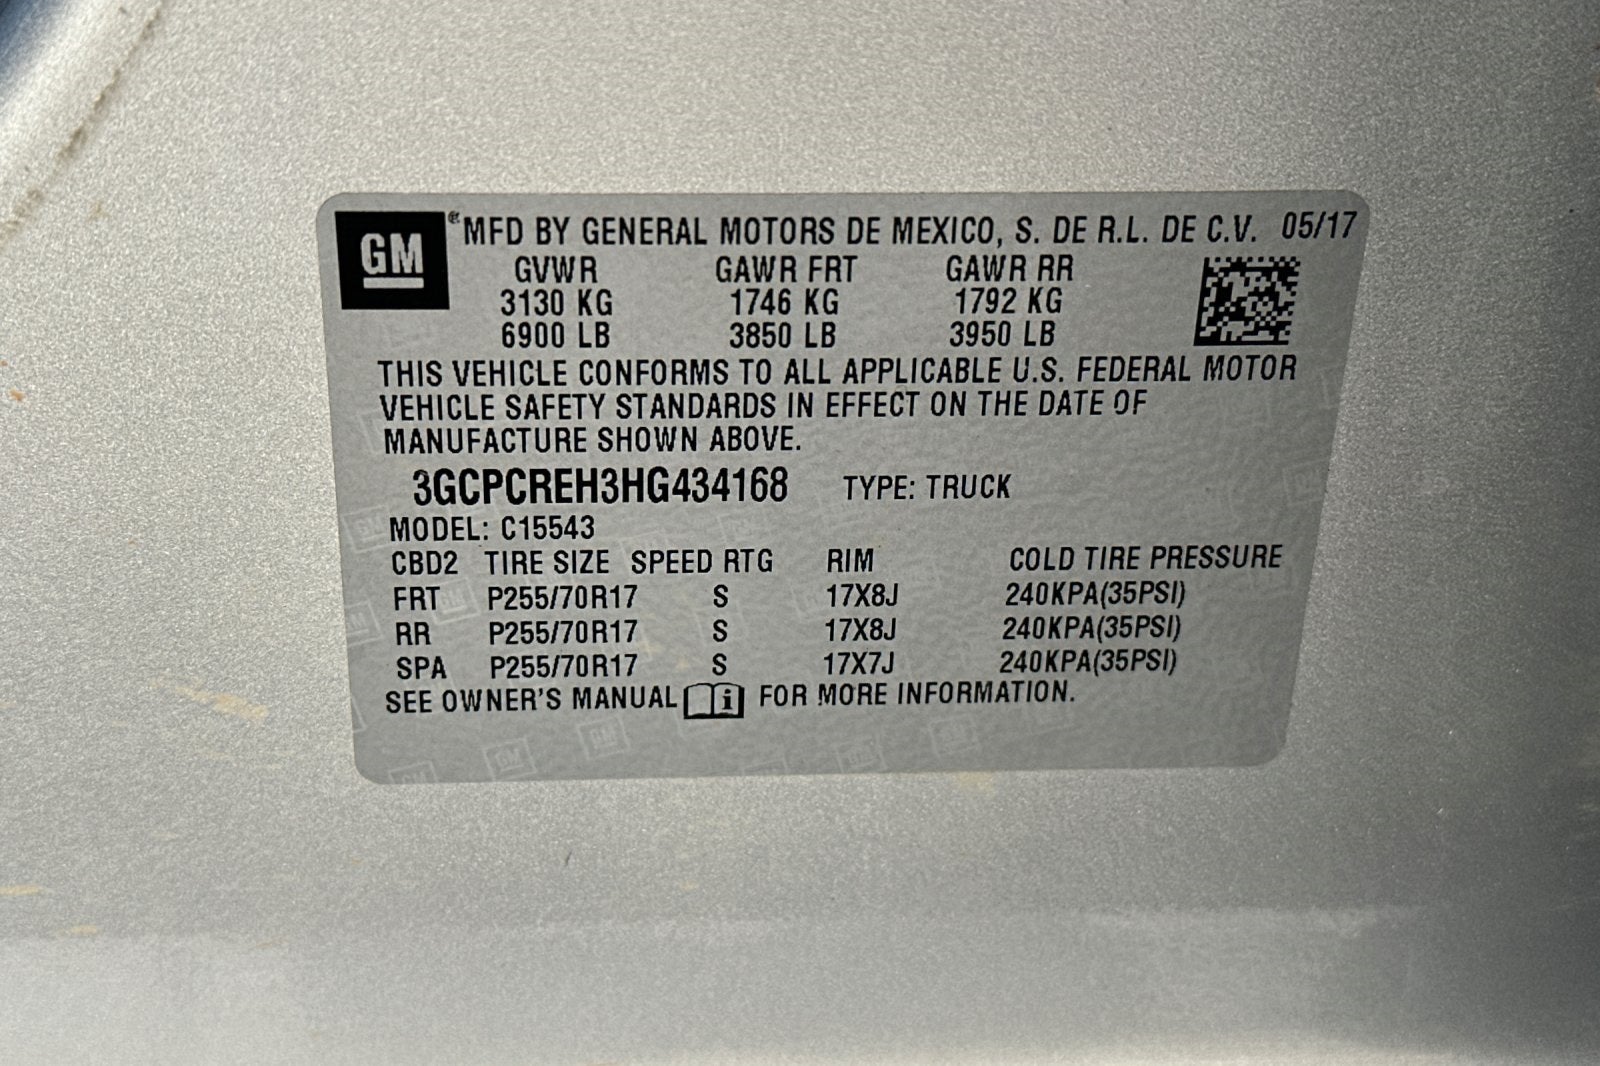 GM ® MFD BY GENERAL MOTORS DE MEXICO, S. DE R.L. DE C.V. 05/17
GVWR GAWR FRT GAWR RR
3130 KG 1746 KG 1792 KG
6900 LB 3850 LB 3950 LB
THIS VEHICLE CONFORMS TO ALL APPLICABLE U.S. FEDERAL MOTOR
VEHICLE SAFETY STANDARDS IN EFFECT ON THE DATE OF
MANUFACTURE SHOWN ABOVE.
3GCPCREH3HG434168 TYPE: TRUCK
MODEL: C15543
CBD2 TIRE SIZE SPEED RTG RIM COLD TIRE PRESSURE
FRT P255/70R17 S 17X8J 240KPA(35PSI)
RR P255/70R17 S 17X8J 240KPA(35PSI)
SPA P255/70R17 S 17X7J 240KPA(35PSI)
SEE OWNER'S MANUAL i FOR MORE INFORMATION.